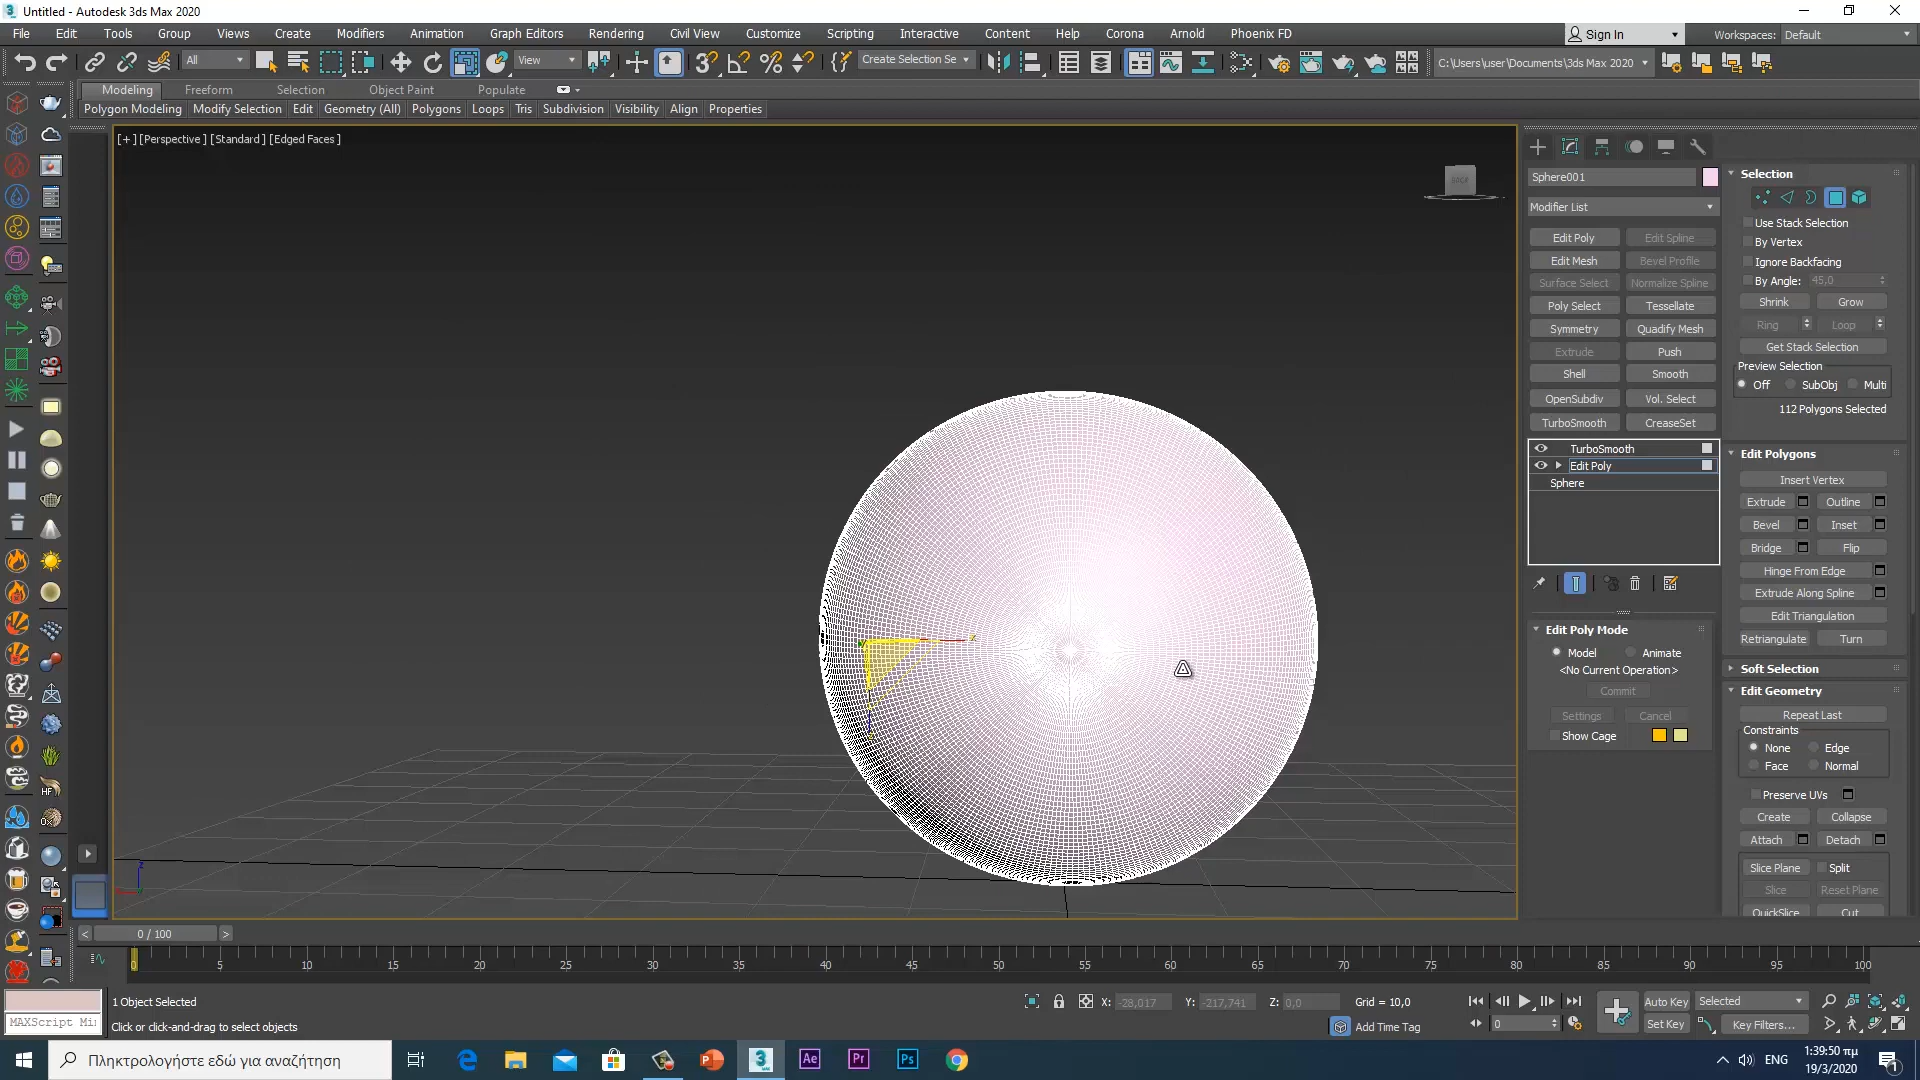 Untitled - Autodesk 3ds Max 2020
File Edit Tools Group Views Create Modifiers Animation Graph Editors Rendering Civil View Customize Scripting Interactive Content Help Corona Arnold Phoenix FD Sign In Workspaces: Default
All View Create Selection Se C:\Users\user\Documents\3ds Max 2020
Modeling Freeform Selection Object Paint Populate
Polygon Modeling Modify Selection Edit Geometry (All) Polygons Loops Tris Subdivision Visibility Align Properties
[+] [Perspective] [Standard] [Edged Faces]
Sphere001
Modifier List
Edit Poly Edit Spline
Edit Mesh Bevel Profile
Surface Select Normalize Spline
Poly Select Tessellate
Symmetry Quadify Mesh
Extrude Push
Shell Smooth
OpenSubdiv Vol. Select
TurboSmooth CreaseSet
TurboSmooth
Edit Poly
Sphere
Edit Poly Mode
Model Animate
<No Current Operation>
Commit
Settings Cancel
Show Cage
Selection
Use Stack Selection
By Vertex
Ignore Backfacing
By Angle: 45,0
Shrink Grow
Ring Loop
Get Stack Selection
Preview Selection
Off SubObj Multi
112 Polygons Selected
Edit Polygons
Insert Vertex
Extrude Outline
Bevel Inset
Bridge Flip
Hinge From Edge
Extrude Along Spline
Edit Triangulation
Retriangulate Turn
Soft Selection
Edit Geometry
Repeat Last
Constraints
None Edge
Face Normal
Preserve UVs
Create Collapse
Attach Detach
Slice Plane Split
Slice Reset Plane
QuickSlice Cut
x
z
HF
< 0 / 100 >
0 5 10 15 20 25 30 35 40 45 50 55 60 65 70 75 80 85 90 95 100
1 Object Selected X: -28,017 Y: -217,741 Z: 0,0 Grid = 10,0 Auto Key Selected
MAXScript Mi Click or click-and-drag to select objects Add Time Tag 0 Set Key Key Filters...
Πληκτρολογήστε εδώ για αναζήτηση Ae Pr Ps ENG 1:39:50 πμ
19/3/2020
1